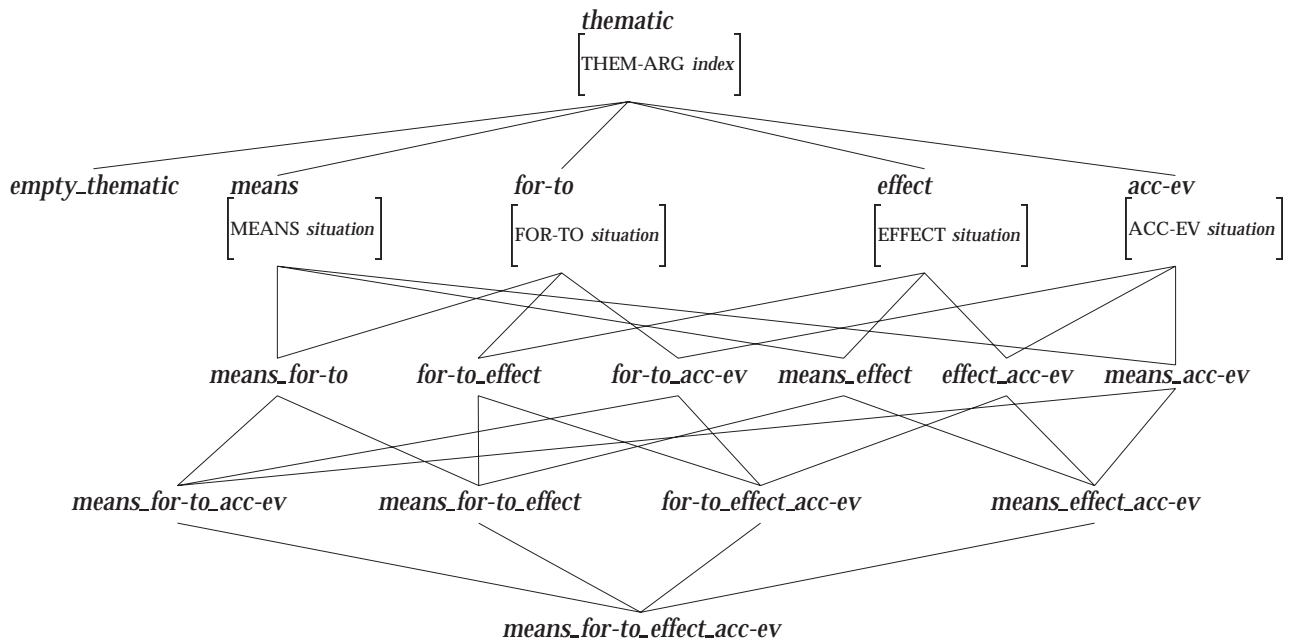 thematic
THEM-ARG index
empty_thematic means for-to effect acc-ev
MEANS situation FOR-TO situation EFFECT situation ACC-EV situation
means_for-to for-to_effect for-to_acc-ev means_effect effect_acc-ev means_acc-ev
means_for-to_acc-ev means_for-to_effect for-to_effect_acc-ev means_effect_acc-ev
means_for-to_effect_acc-ev